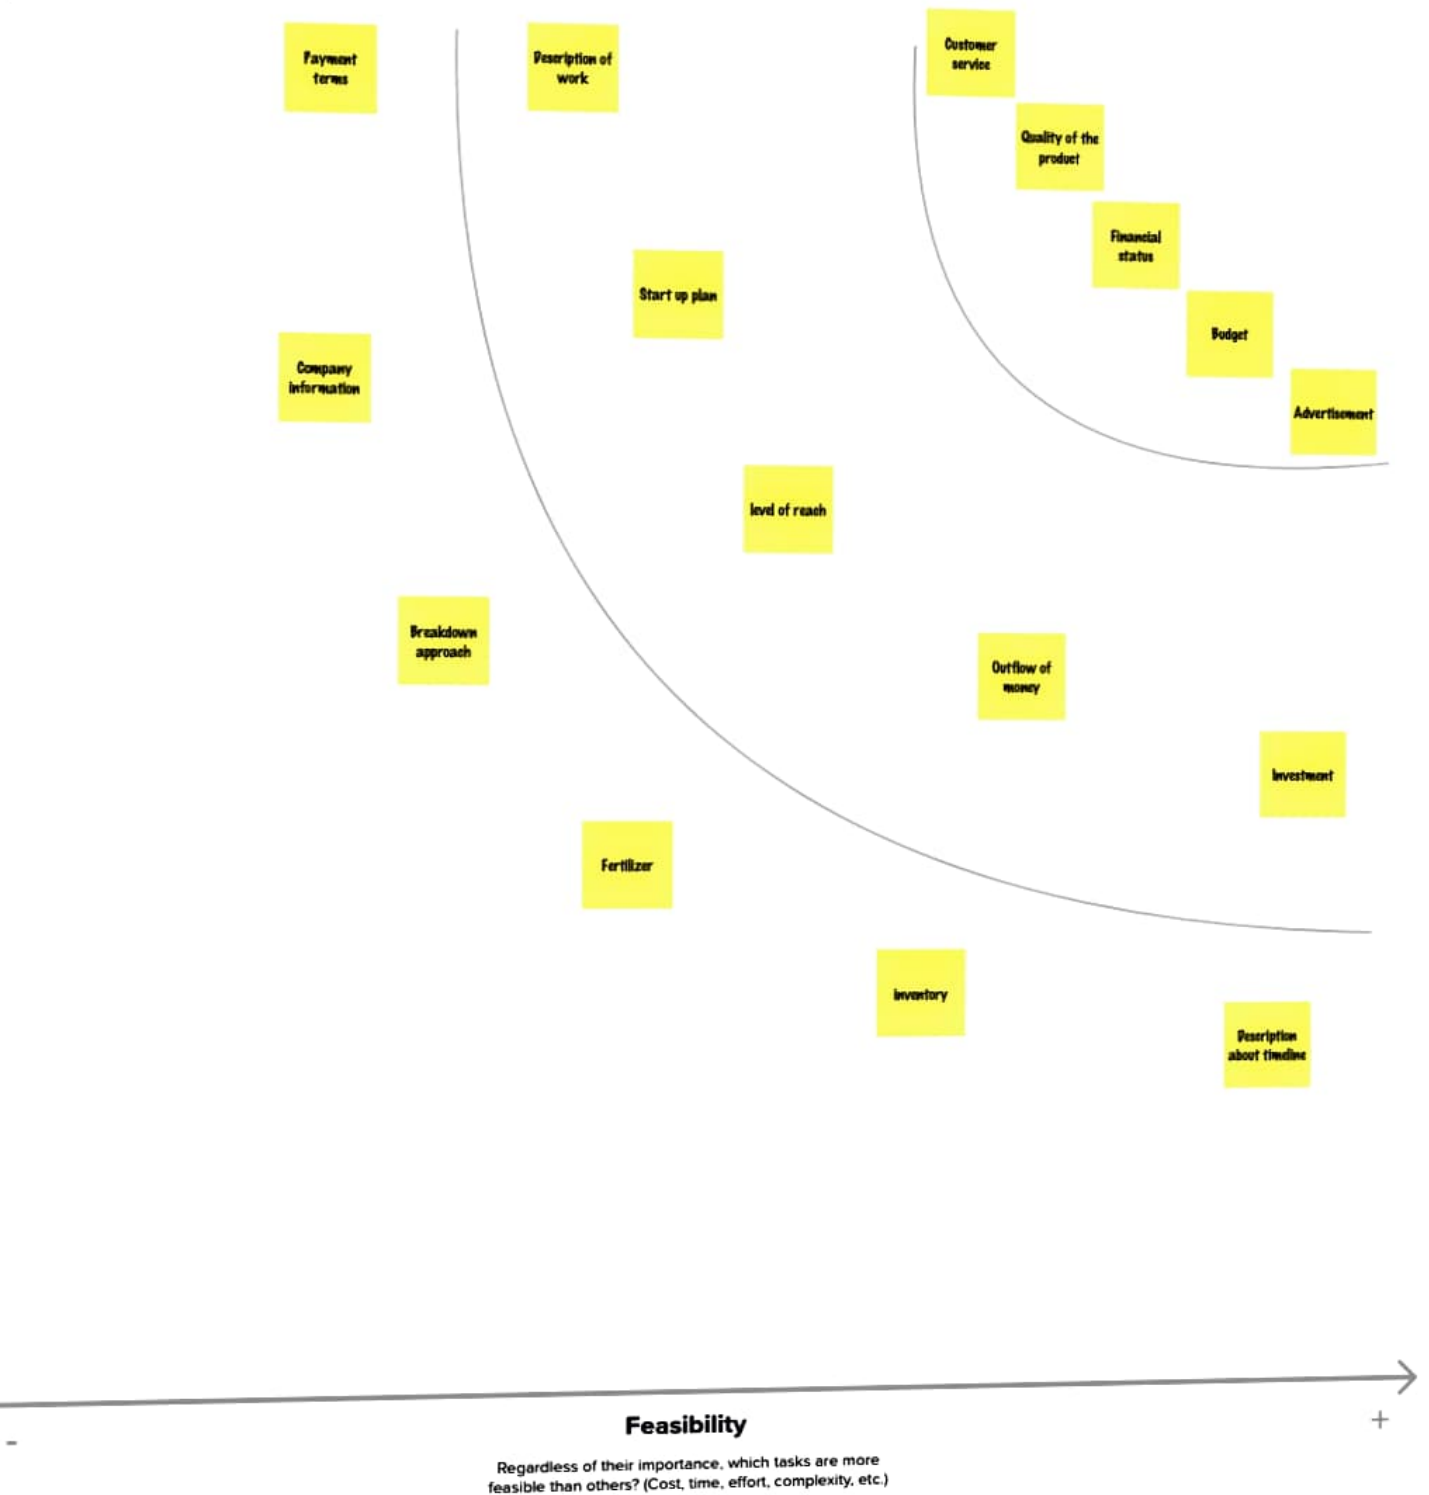 Payment
terms
Description of
work
Customer
service
Quality of the
product
Financial
status
Start up plan
Budget
Company
information
Advertisement
level of reach
Breakdown
approach
Outflow of
money
Investment
Fertilizer
inventory
Description
about timeline
-
+
Feasibility
Regardless of their importance, which tasks are more
feasible than others? (Cost, time, effort, complexity, etc.)